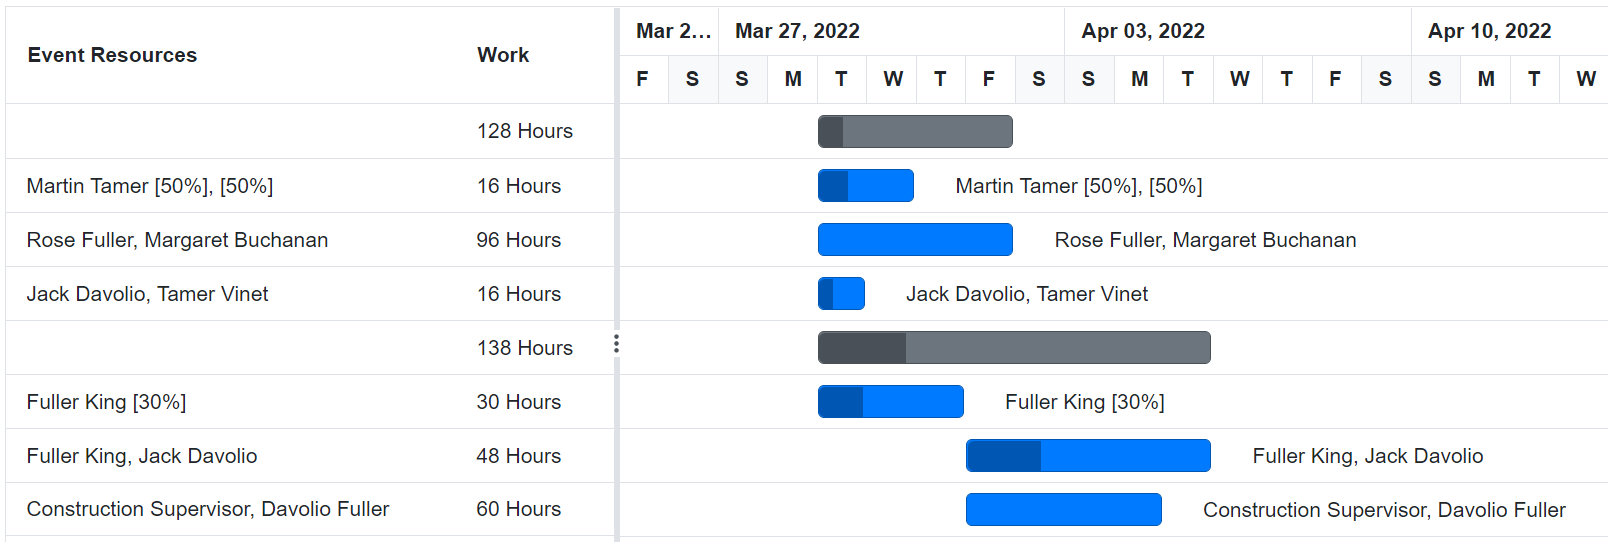 Event Resources Work Mar 2... Mar 27, 2022 Apr 03, 2022 Apr 10, 2022
F S S M T W T F S S M T W T F S S M T W
128 Hours
Martin Tamer [50%], [50%] 16 Hours Martin Tamer [50%], [50%]
Rose Fuller, Margaret Buchanan 96 Hours Rose Fuller, Margaret Buchanan
Jack Davolio, Tamer Vinet 16 Hours Jack Davolio, Tamer Vinet
138 Hours
Fuller King [30%] 30 Hours Fuller King [30%]
Fuller King, Jack Davolio 48 Hours Fuller King, Jack Davolio
Construction Supervisor, Davolio Fuller 60 Hours Construction Supervisor, Davolio Fuller